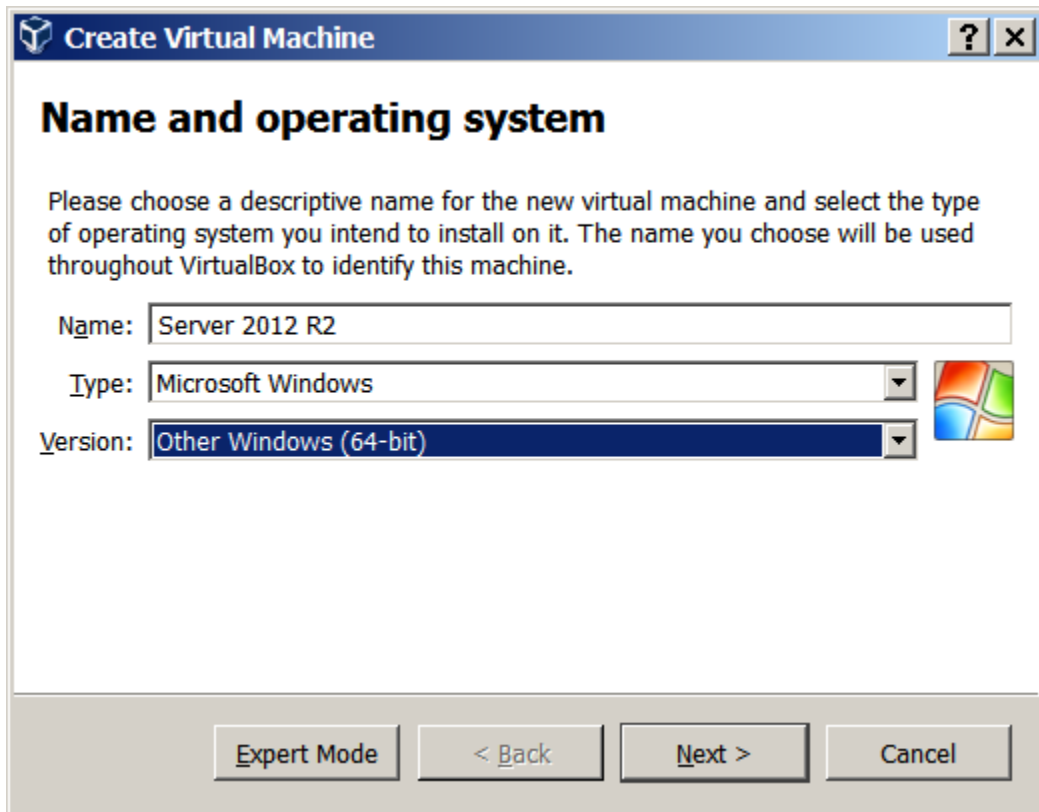 Create Virtual Machine
Name and operating system
Please choose a descriptive name for the new virtual machine and select the type
of operating system you intend to install on it. The name you choose will be used
throughout VirtualBox to identify this machine.
Name: Server 2012 R2
Type: Microsoft Windows
Version: Other Windows (64-bit)
Expert Mode < Back Next > Cancel